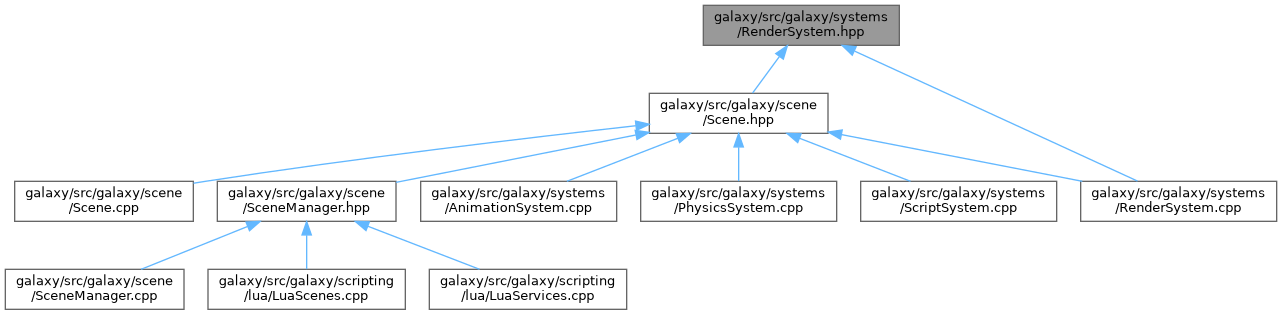 galaxy/src/galaxy/systems
/RenderSystem.hpp
galaxy/src/galaxy/scene
/Scene.hpp
galaxy/src/galaxy/scene
/Scene.cpp
galaxy/src/galaxy/scene
/SceneManager.hpp
galaxy/src/galaxy/systems
/AnimationSystem.cpp
galaxy/src/galaxy/systems
/PhysicsSystem.cpp
galaxy/src/galaxy/systems
/ScriptSystem.cpp
galaxy/src/galaxy/systems
/RenderSystem.cpp
galaxy/src/galaxy/scene
/SceneManager.cpp
galaxy/src/galaxy/scripting
/lua/LuaScenes.cpp
galaxy/src/galaxy/scripting
/lua/LuaServices.cpp